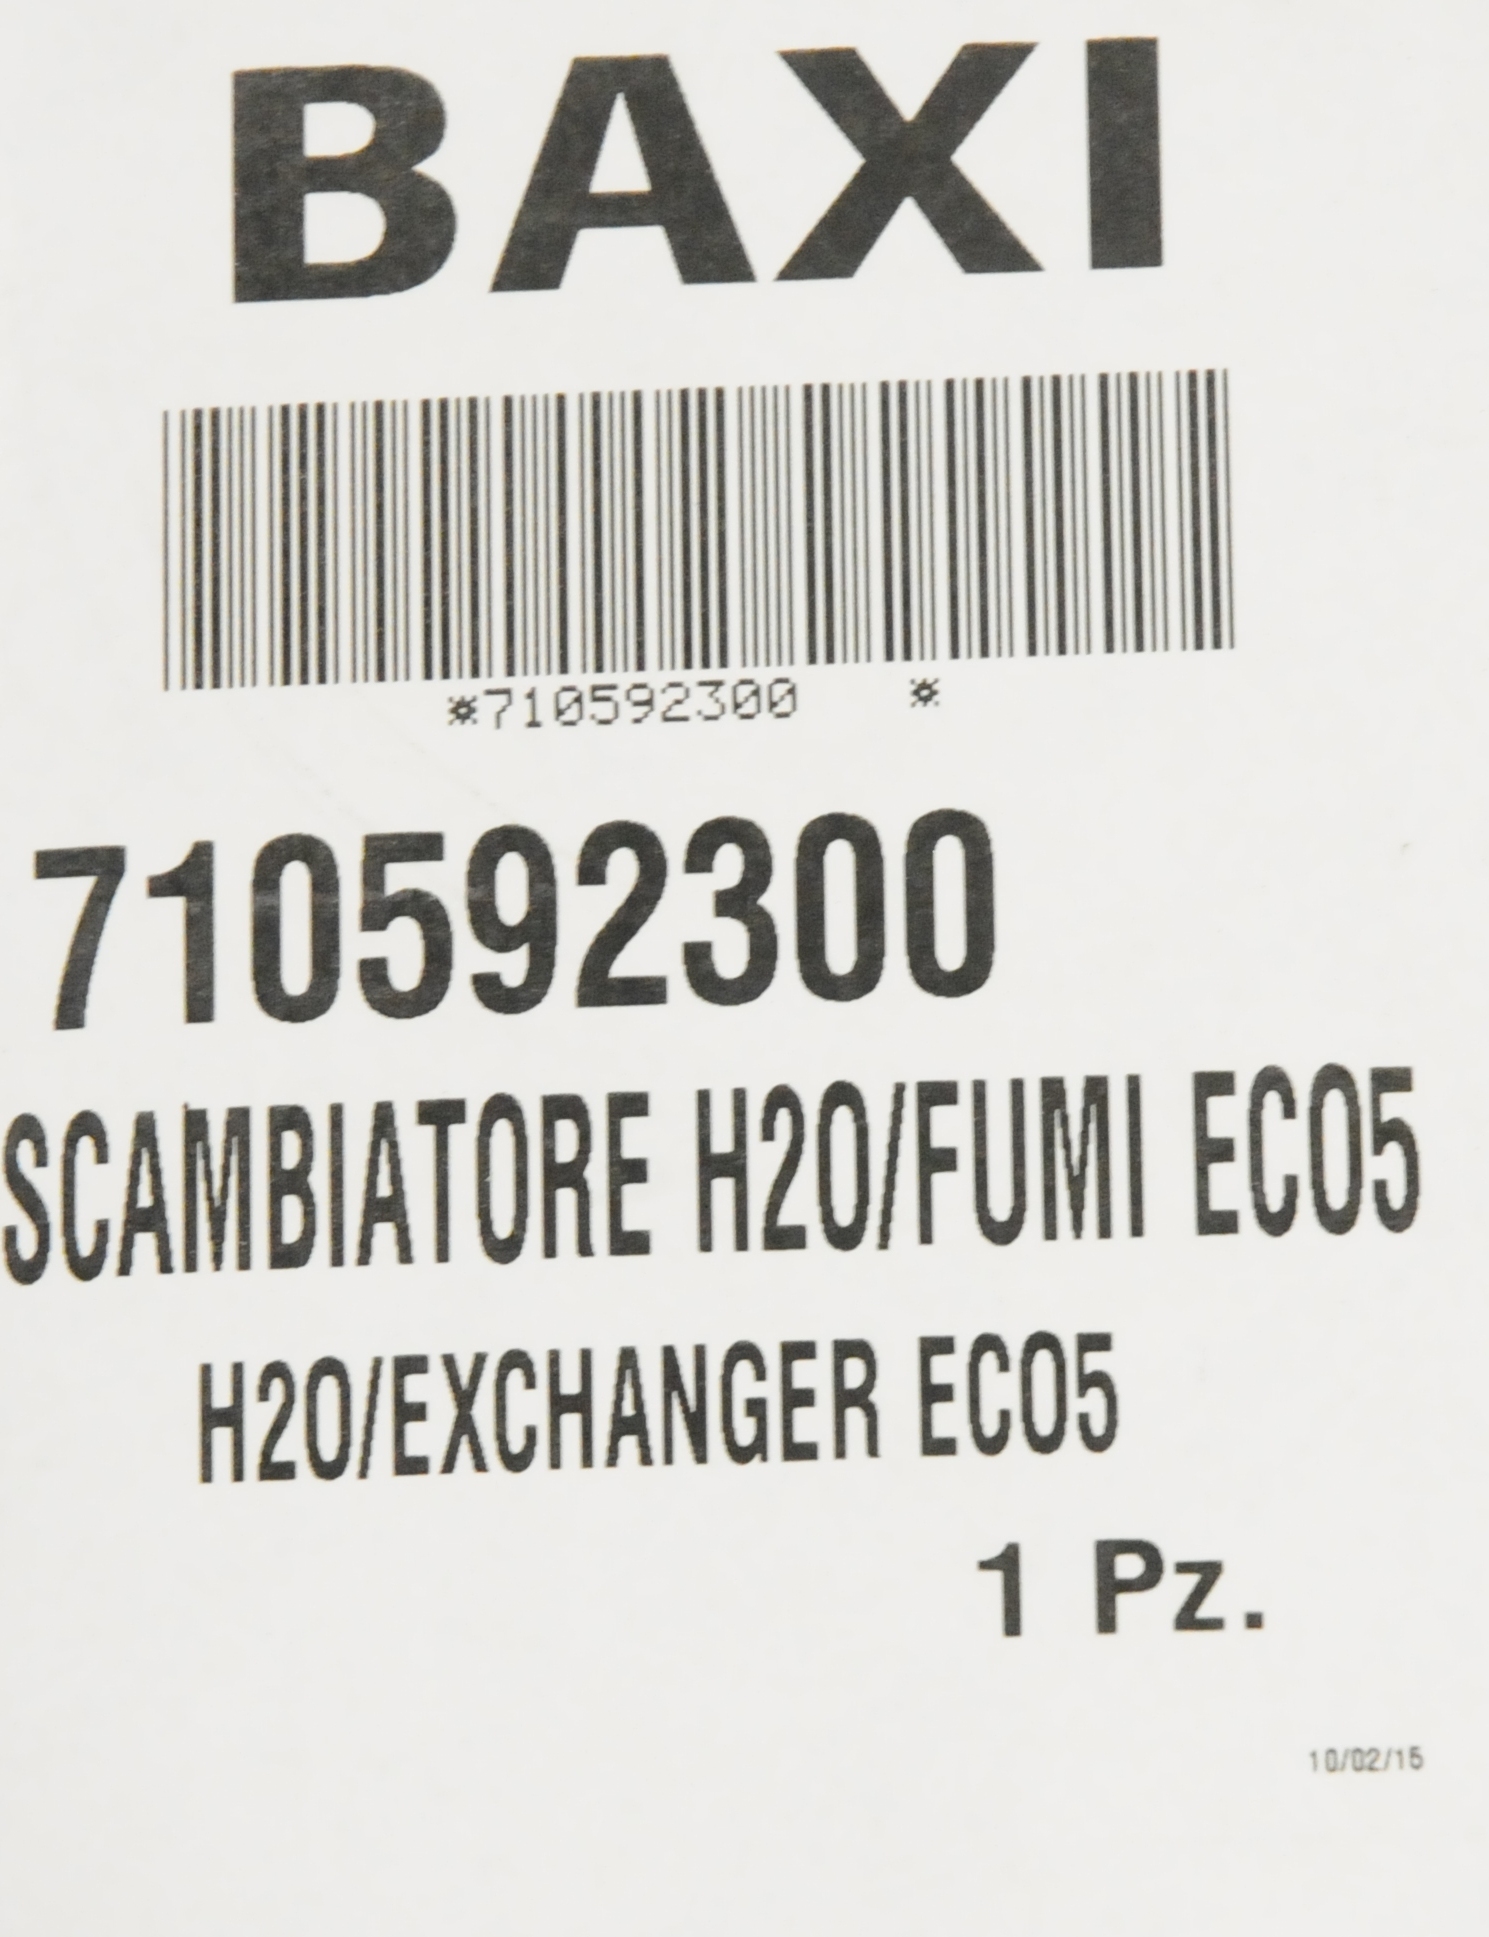 BAXI
*710592300 *
710592300
SCAMBIATORE H2O/FUMI ECO5
H2O/EXCHANGER ECO5
1 Pz.
10/02/15